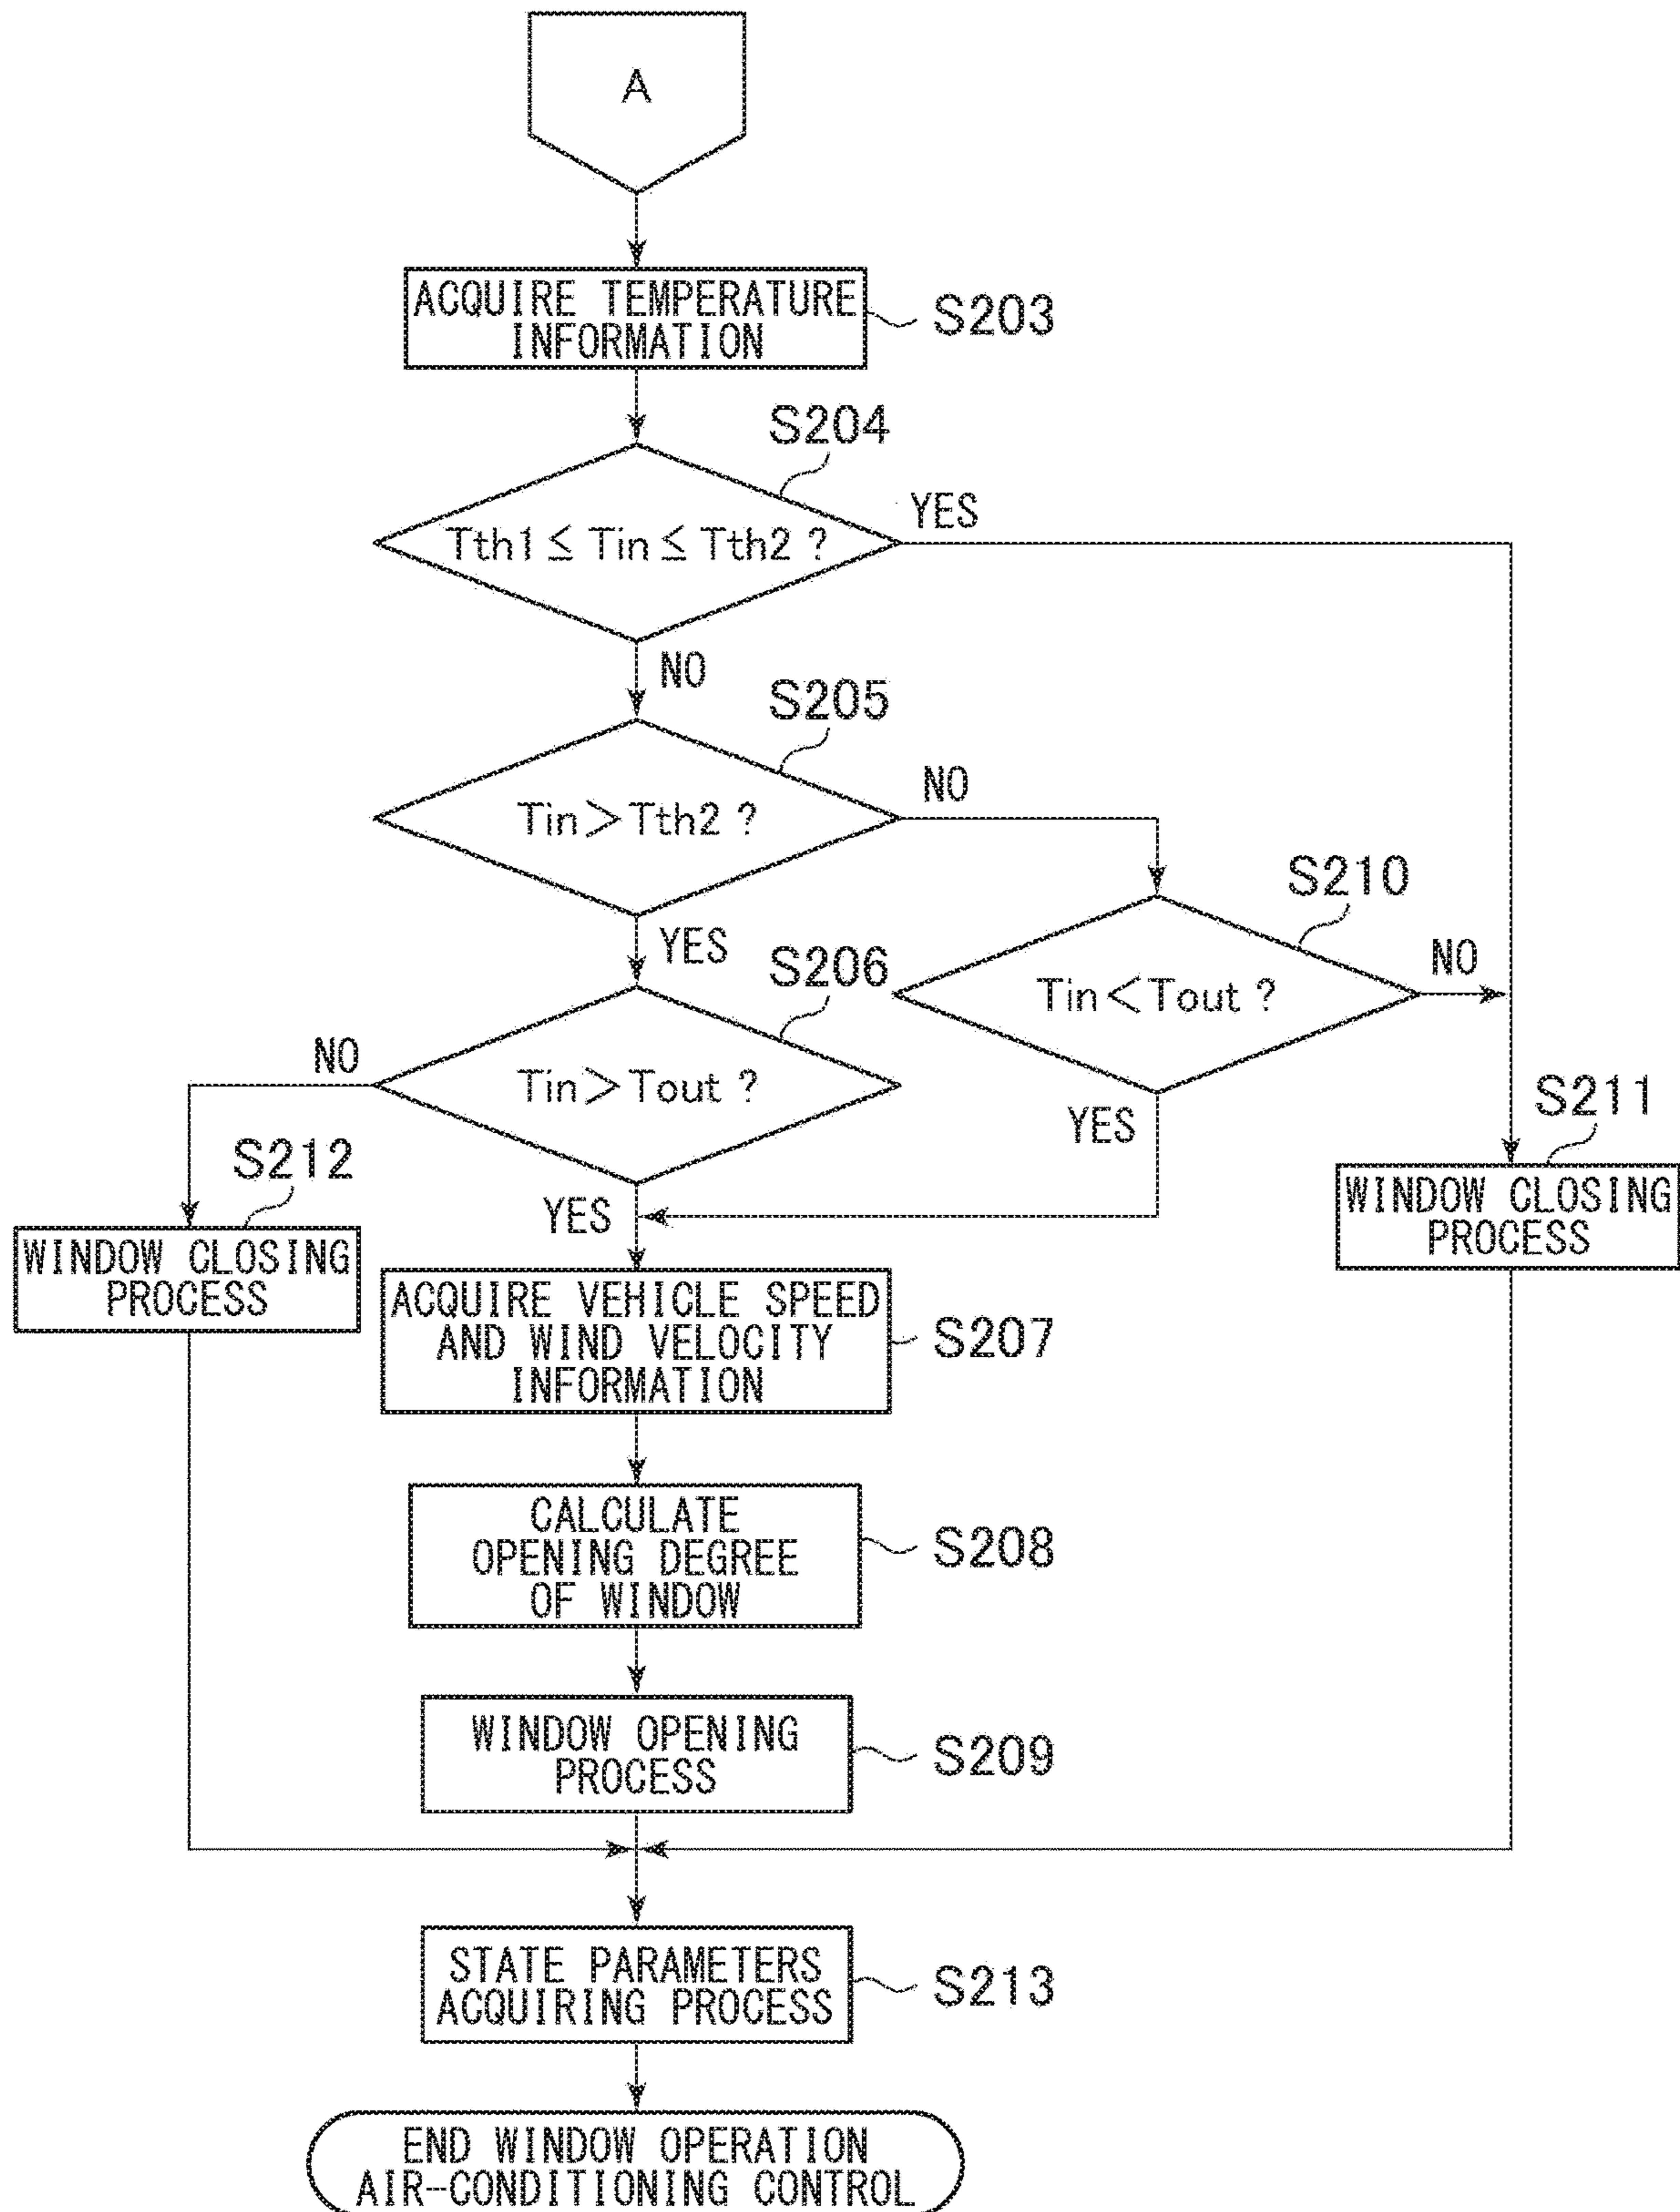 A
ACQUIRE TEMPERATURE
INFORMATION
S203
S204
Tth1 ≤ Tin ≤ Tth2 ?
YES
NO
S205
Tin > Tth2 ?
NO
YES
S210
Tin < Tout ?
NO
YES
S206
Tin > Tout ?
NO
YES
S211
WINDOW CLOSING
PROCESS
S212
WINDOW CLOSING
PROCESS
ACQUIRE VEHICLE SPEED
AND WIND VELOCITY
INFORMATION
S207
CALCULATE
OPENING DEGREE
OF WINDOW
S208
WINDOW OPENING
PROCESS
S209
STATE PARAMETERS
ACQUIRING PROCESS
S213
END WINDOW OPERATION
AIR-CONDITIONING CONTROL